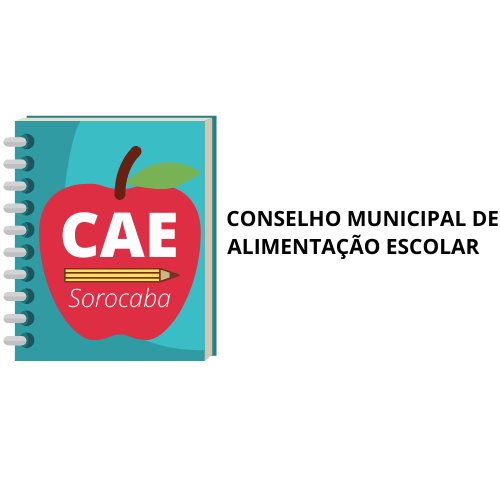 CAE
Sorocaba
CONSELHO MUNICIPAL DE
ALIMENTAÇÃO ESCOLAR